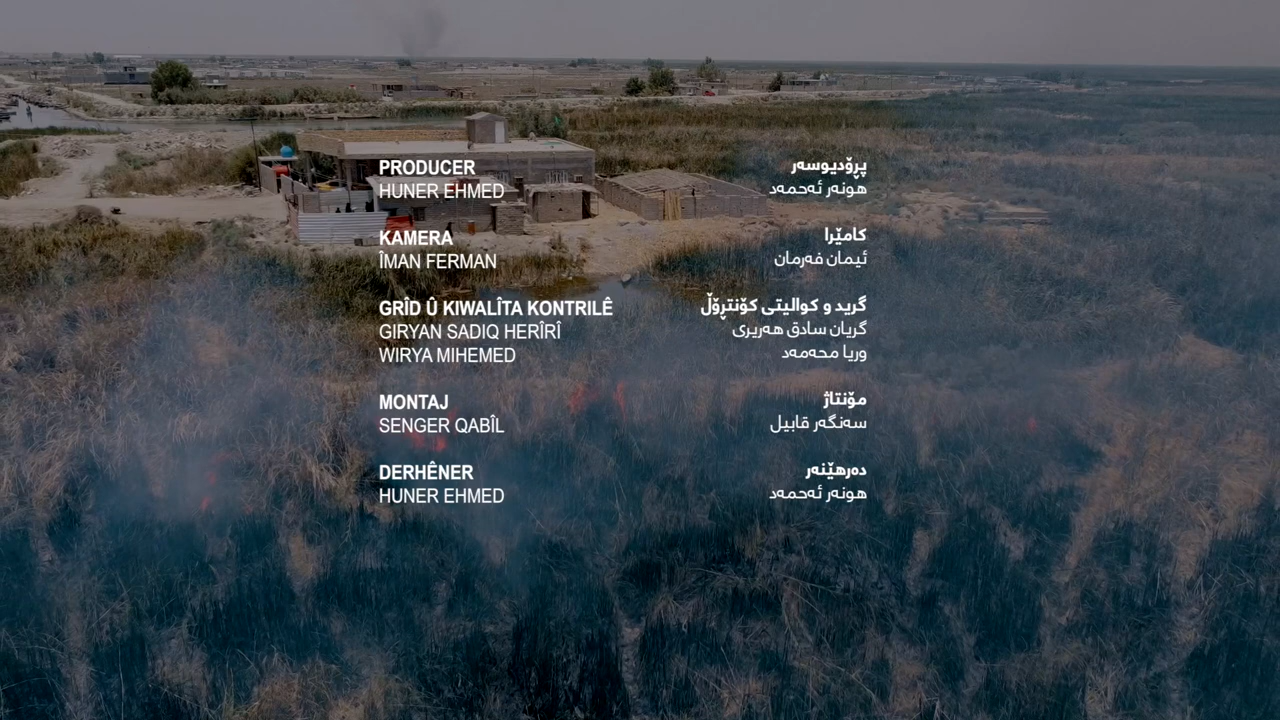 PRODUCER
HUNER EHMED
KAMERA
ÎMAN FERMAN
GRÎD Û KIWALÎTA KONTRILÊ
GIRYAN SADIQ HERÎRÎ
WIRYA MIHEMED
MONTAJ
SENGER QABÎL
DERHÊNER
HUNER EHMED
پڕۆدیوسەر
هونەر ئەحمەد
کامێرا
ئیمان فەرمان
گرید و کوالیتی کۆنتڕۆڵ
گریان سادق هەریری
وریا محەمەد
مۆنتاژ
سەنگەر قابیل
دەرهێنەر
هونەر ئەحمەد